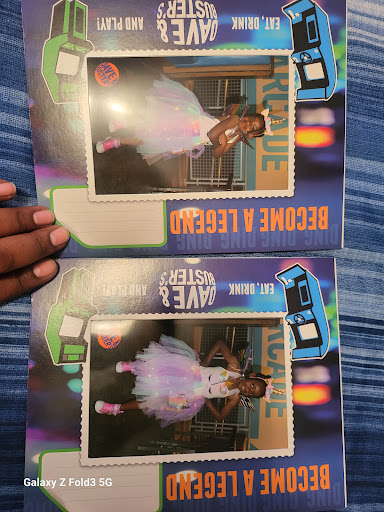 EAT, DRINK
DAVE &
BUSTER'S
AND PLAY!
ARCADE
BECOME A LEGEND
EAT, DRINK
DAVE &
BUSTER'S
AND PLAY!
BECOME A LEGEND
Galaxy Z Fold3 5G